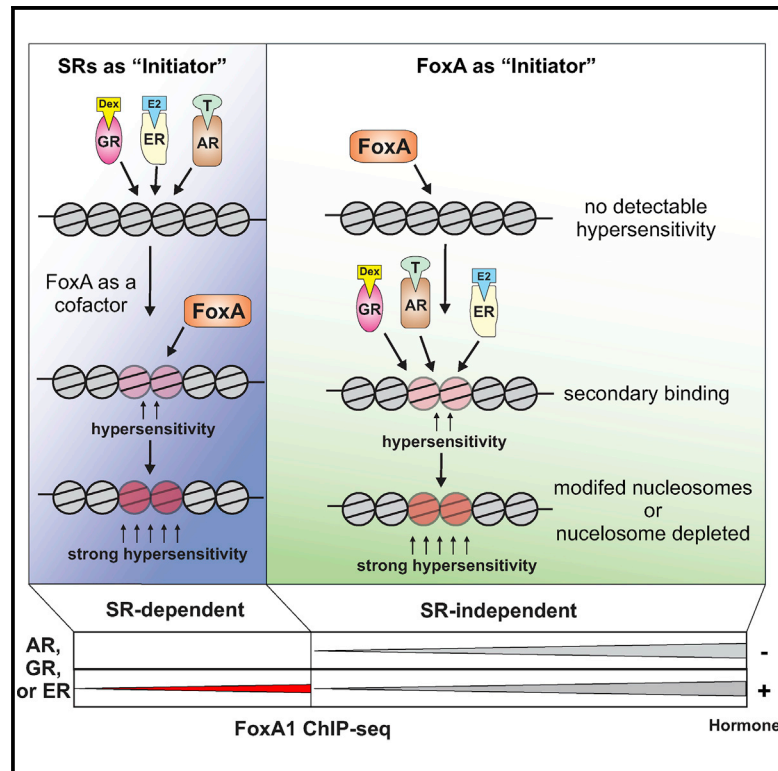 SRs as “Initiator”
Dex
GR
E2
ER
T
AR
FoxA as a
cofactor
FoxA
hypersensitivity
strong hypersensitivity
FoxA as “Initiator”
FoxA
no detectable
hypersensitivity
Dex
GR
T
AR
E2
ER
secondary binding
hypersensitivity
modifed nucleosomes
or
nucelosome depleted
strong hypersensitivity
SR-dependent
SR-independent
AR,
GR,
or ER
-
+
FoxA1 ChIP-seq
Hormone